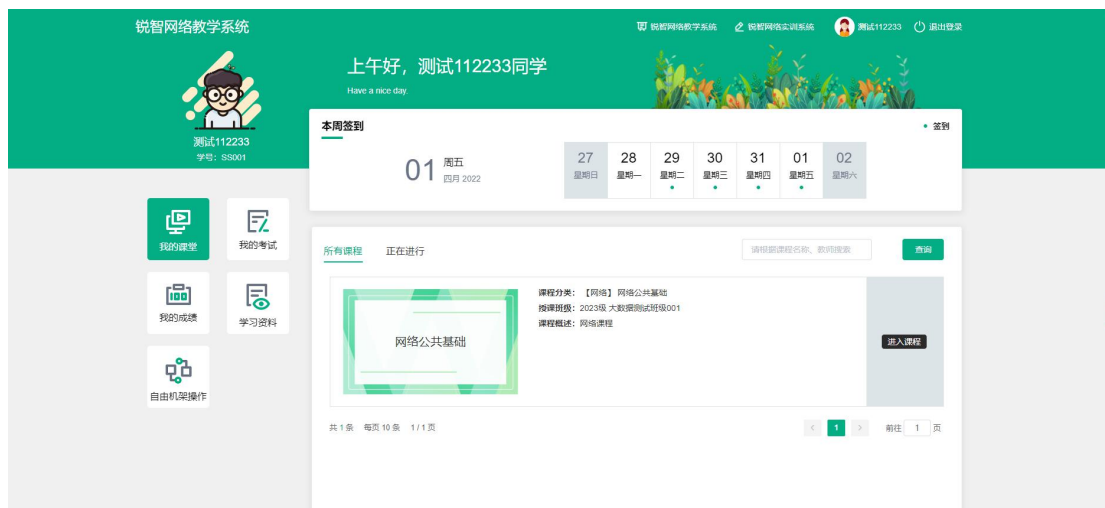 锐智网络教学系统
锐智网络教学系统 锐智网络实训系统 测试112233 退出登录
上午好，测试112233同学
Have a nice day.
测试112233
学号：SS001
本周签到
签到
01 周五
四月 2022
27 28 29 30 31 01 02
星期日 星期一 星期二 星期三 星期四 星期五 星期六
我的课堂
我的考试
我的成绩
学习资料
自由机架操作
所有课程 正在进行
请根据课程名称、教师搜索
查询
网络公共基础
课程分类：【网络】 网络公共基础
授课班级：2023级 大数据测试班级001
课程概述：网络课程
进入课程
共 1 条 每页 10 条 1 / 1 页
< 1 > 前往 1 页